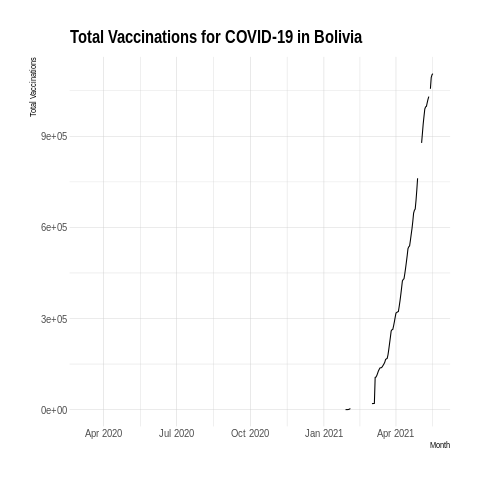 Total Vaccinations for COVID-19 in Bolivia
Total Vaccinations
9e+05
6e+05
3e+05
0e+00
Apr 2020 Jul 2020 Oct 2020 Jan 2021 Apr 2021
Month